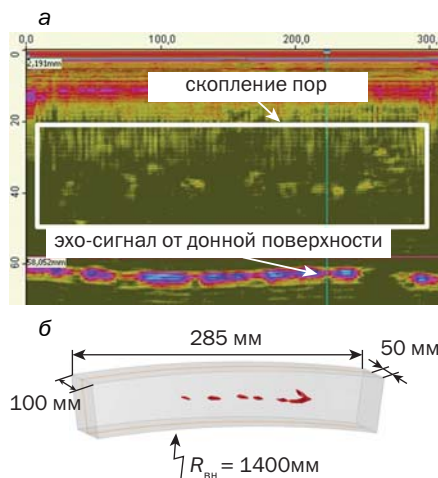 а
0,0 100,0 200,0 300,
0
2,191mm
скопление пор
20
40
эхо-сигнал от донной поверхности
58,052mm
60
б
285 мм
50 мм
100 мм
Rвн = 1400мм